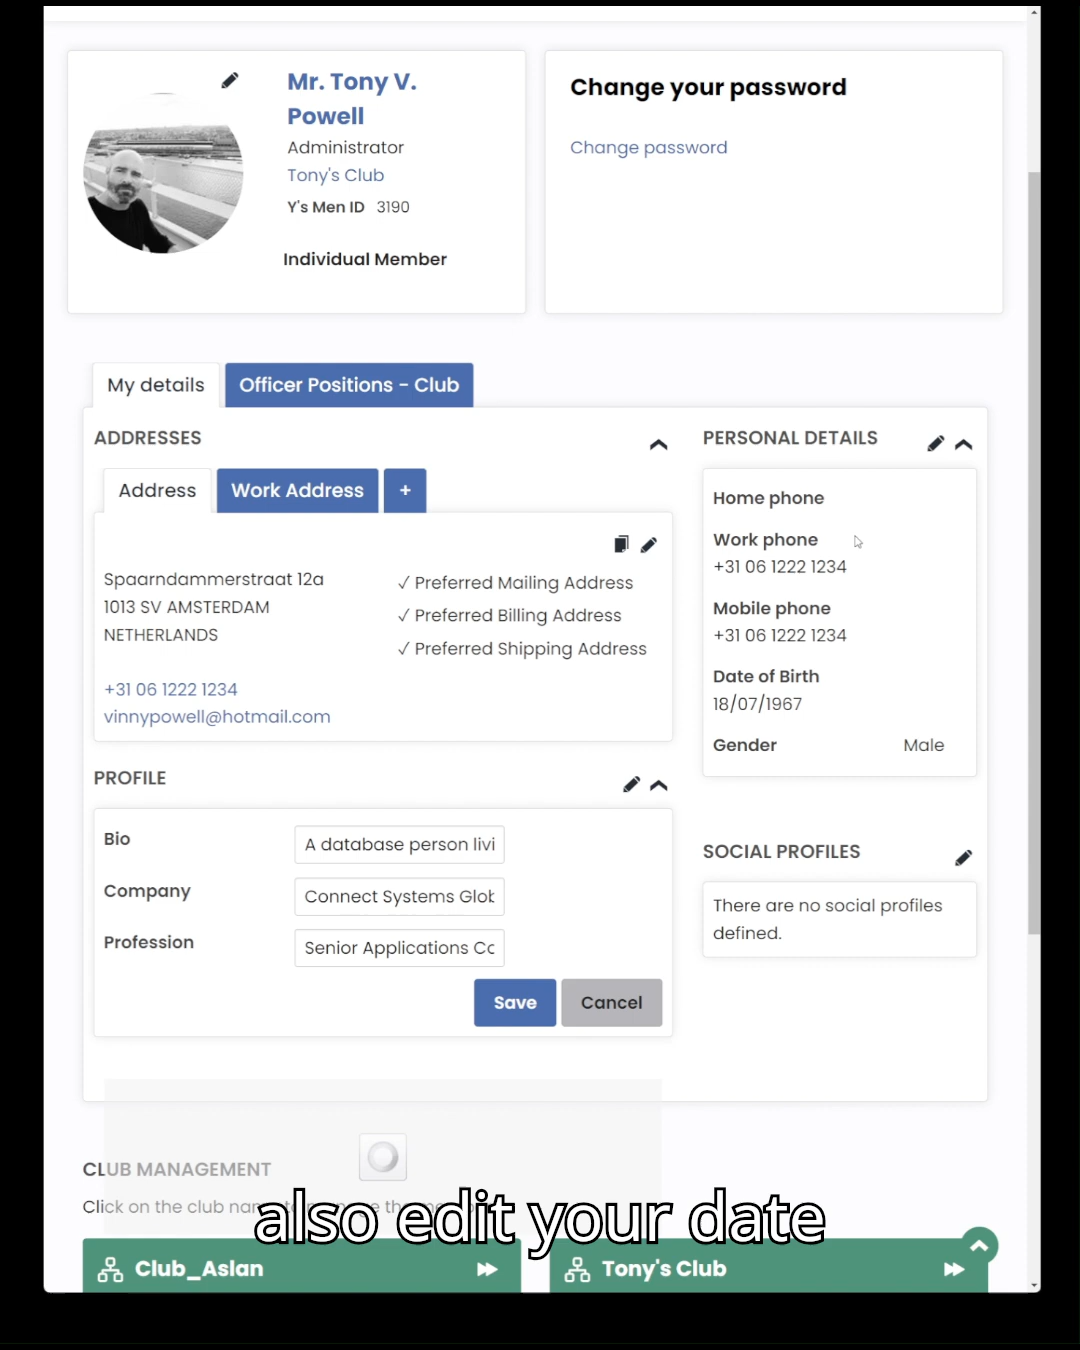 Mr. Tony V.
Powell
Administrator
Tony's Club
Y's Men ID 3190
Individual Member
Change your password
Change password
My details
Officer Positions - Club
ADDRESSES
Address
Work Address
+
Spaarndammerstraat 12a
1013 SV AMSTERDAM
NETHERLANDS
✓ Preferred Mailing Address
✓ Preferred Billing Address
✓ Preferred Shipping Address
+31 06 1222 1234
vinnypowell@hotmail.com
PROFILE
Bio
A database person livi
Company
Connect Systems Glob
Profession
Senior Applications Co
Save
Cancel
PERSONAL DETAILS
Home phone
Work phone
+31 06 1222 1234
Mobile phone
+31 06 1222 1234
Date of Birth
18/07/1967
Gender Male
SOCIAL PROFILES
There are no social profiles
defined.
CLUB MANAGEMENT
Click on the club
also edit your date
Club_Aslan
Tony's Club